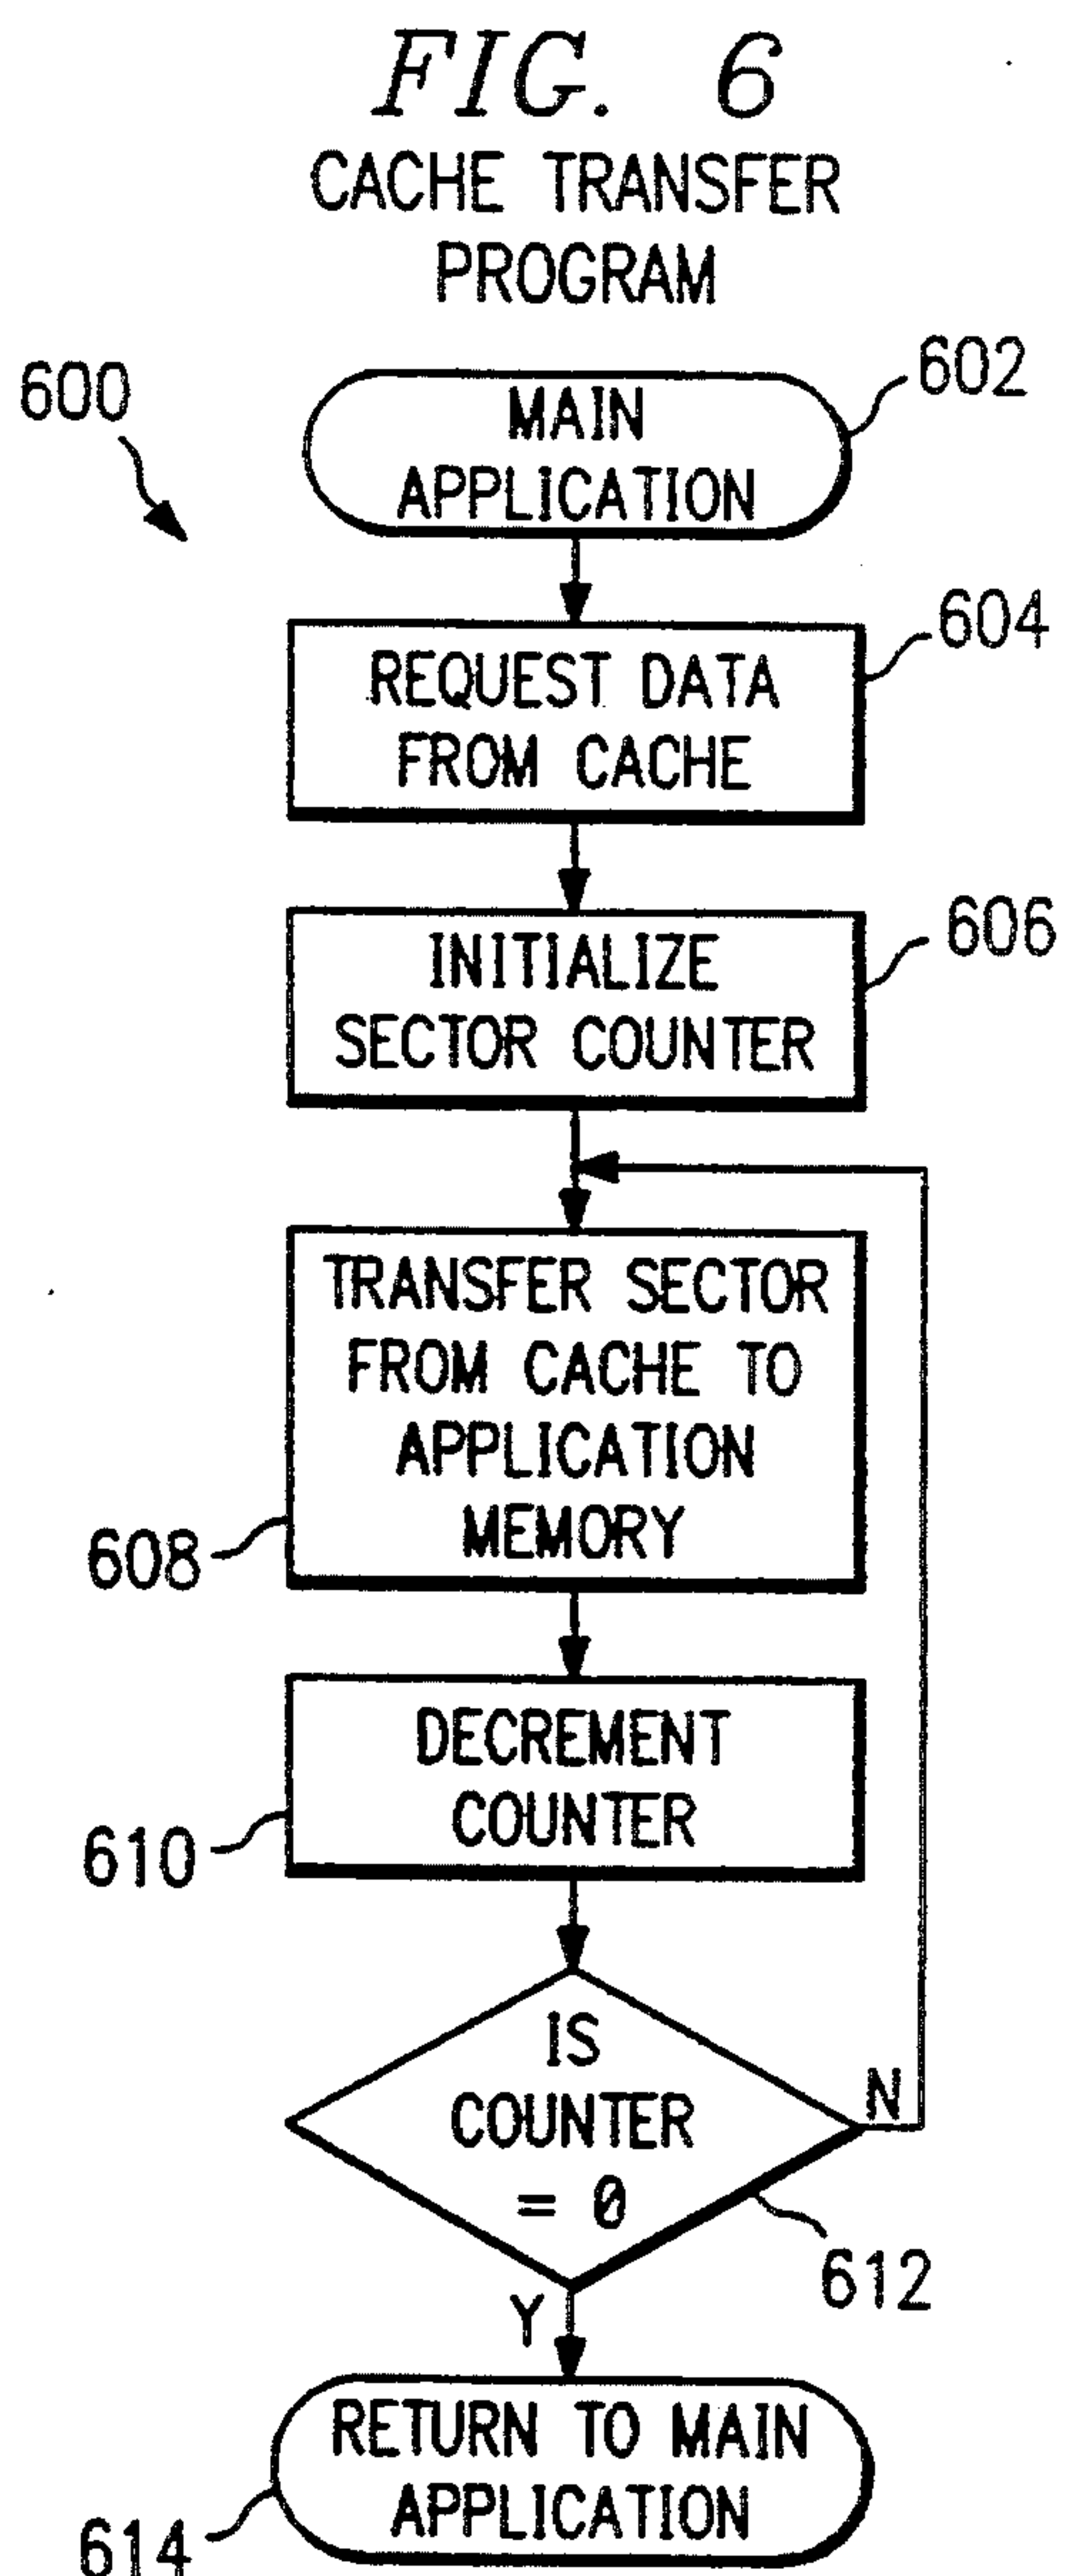 FIG. 6
CACHE TRANSFER
PROGRAM
600
602
MAIN
APPLICATION
604
REQUEST DATA
FROM CACHE
606
INITIALIZE
SECTOR COUNTER
TRANSFER SECTOR
FROM CACHE TO
APPLICATION
MEMORY
608
DECREMENT
COUNTER
610
IS
COUNTER
= 0
N
612
Y
RETURN TO MAIN
APPLICATION
614